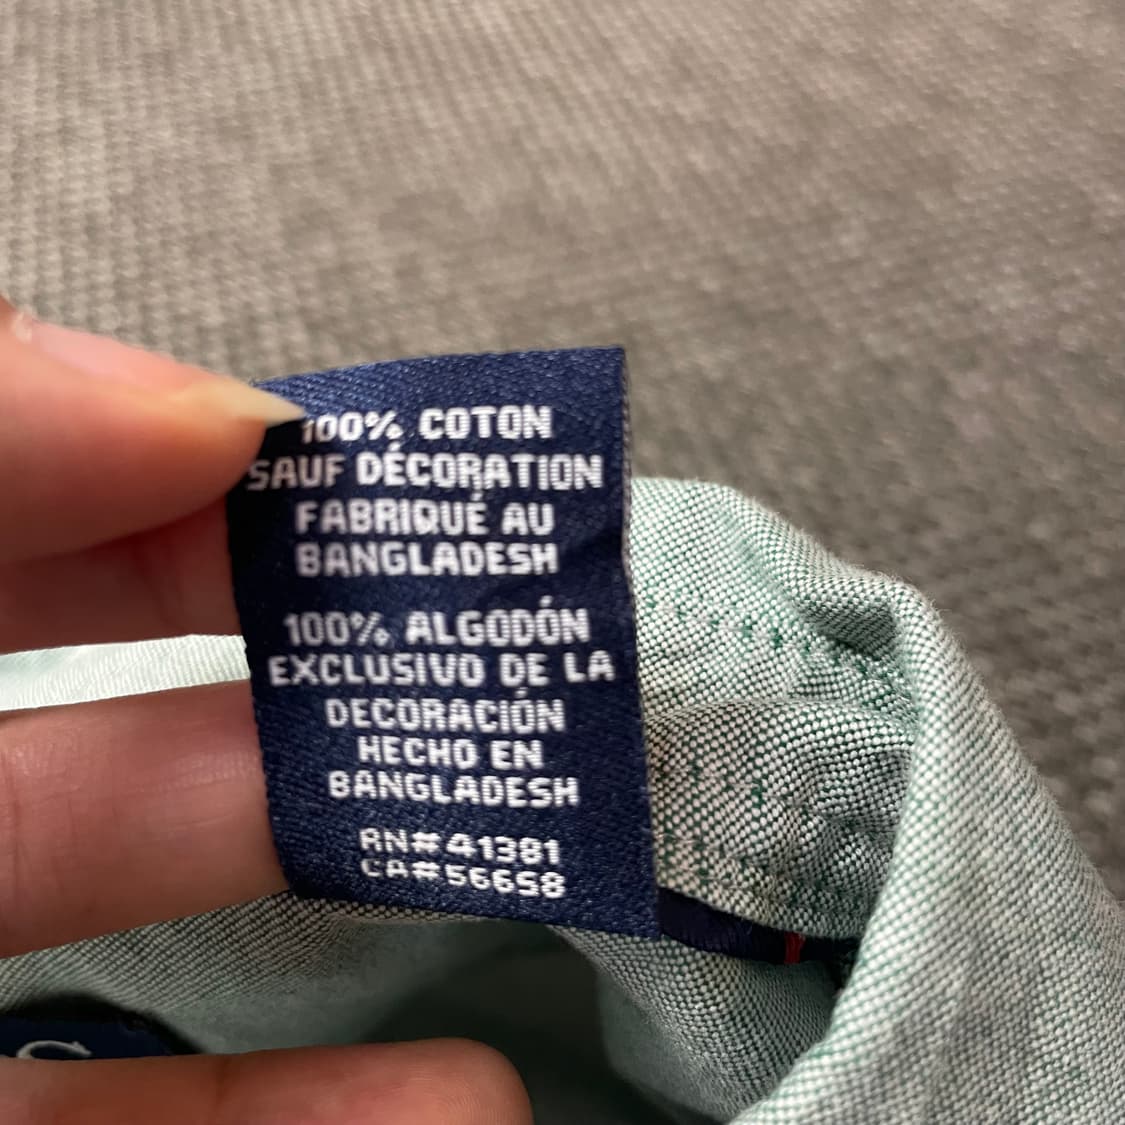 100% COTON
SAUF DÉCORATION
FABRIQUÉ AU
BANGLADESH
100% ALGODÓN
EXCLUSIVO DE LA
DECORACIÓN
HECHO EN
BANGLADESH
RN#41381
CA#56658